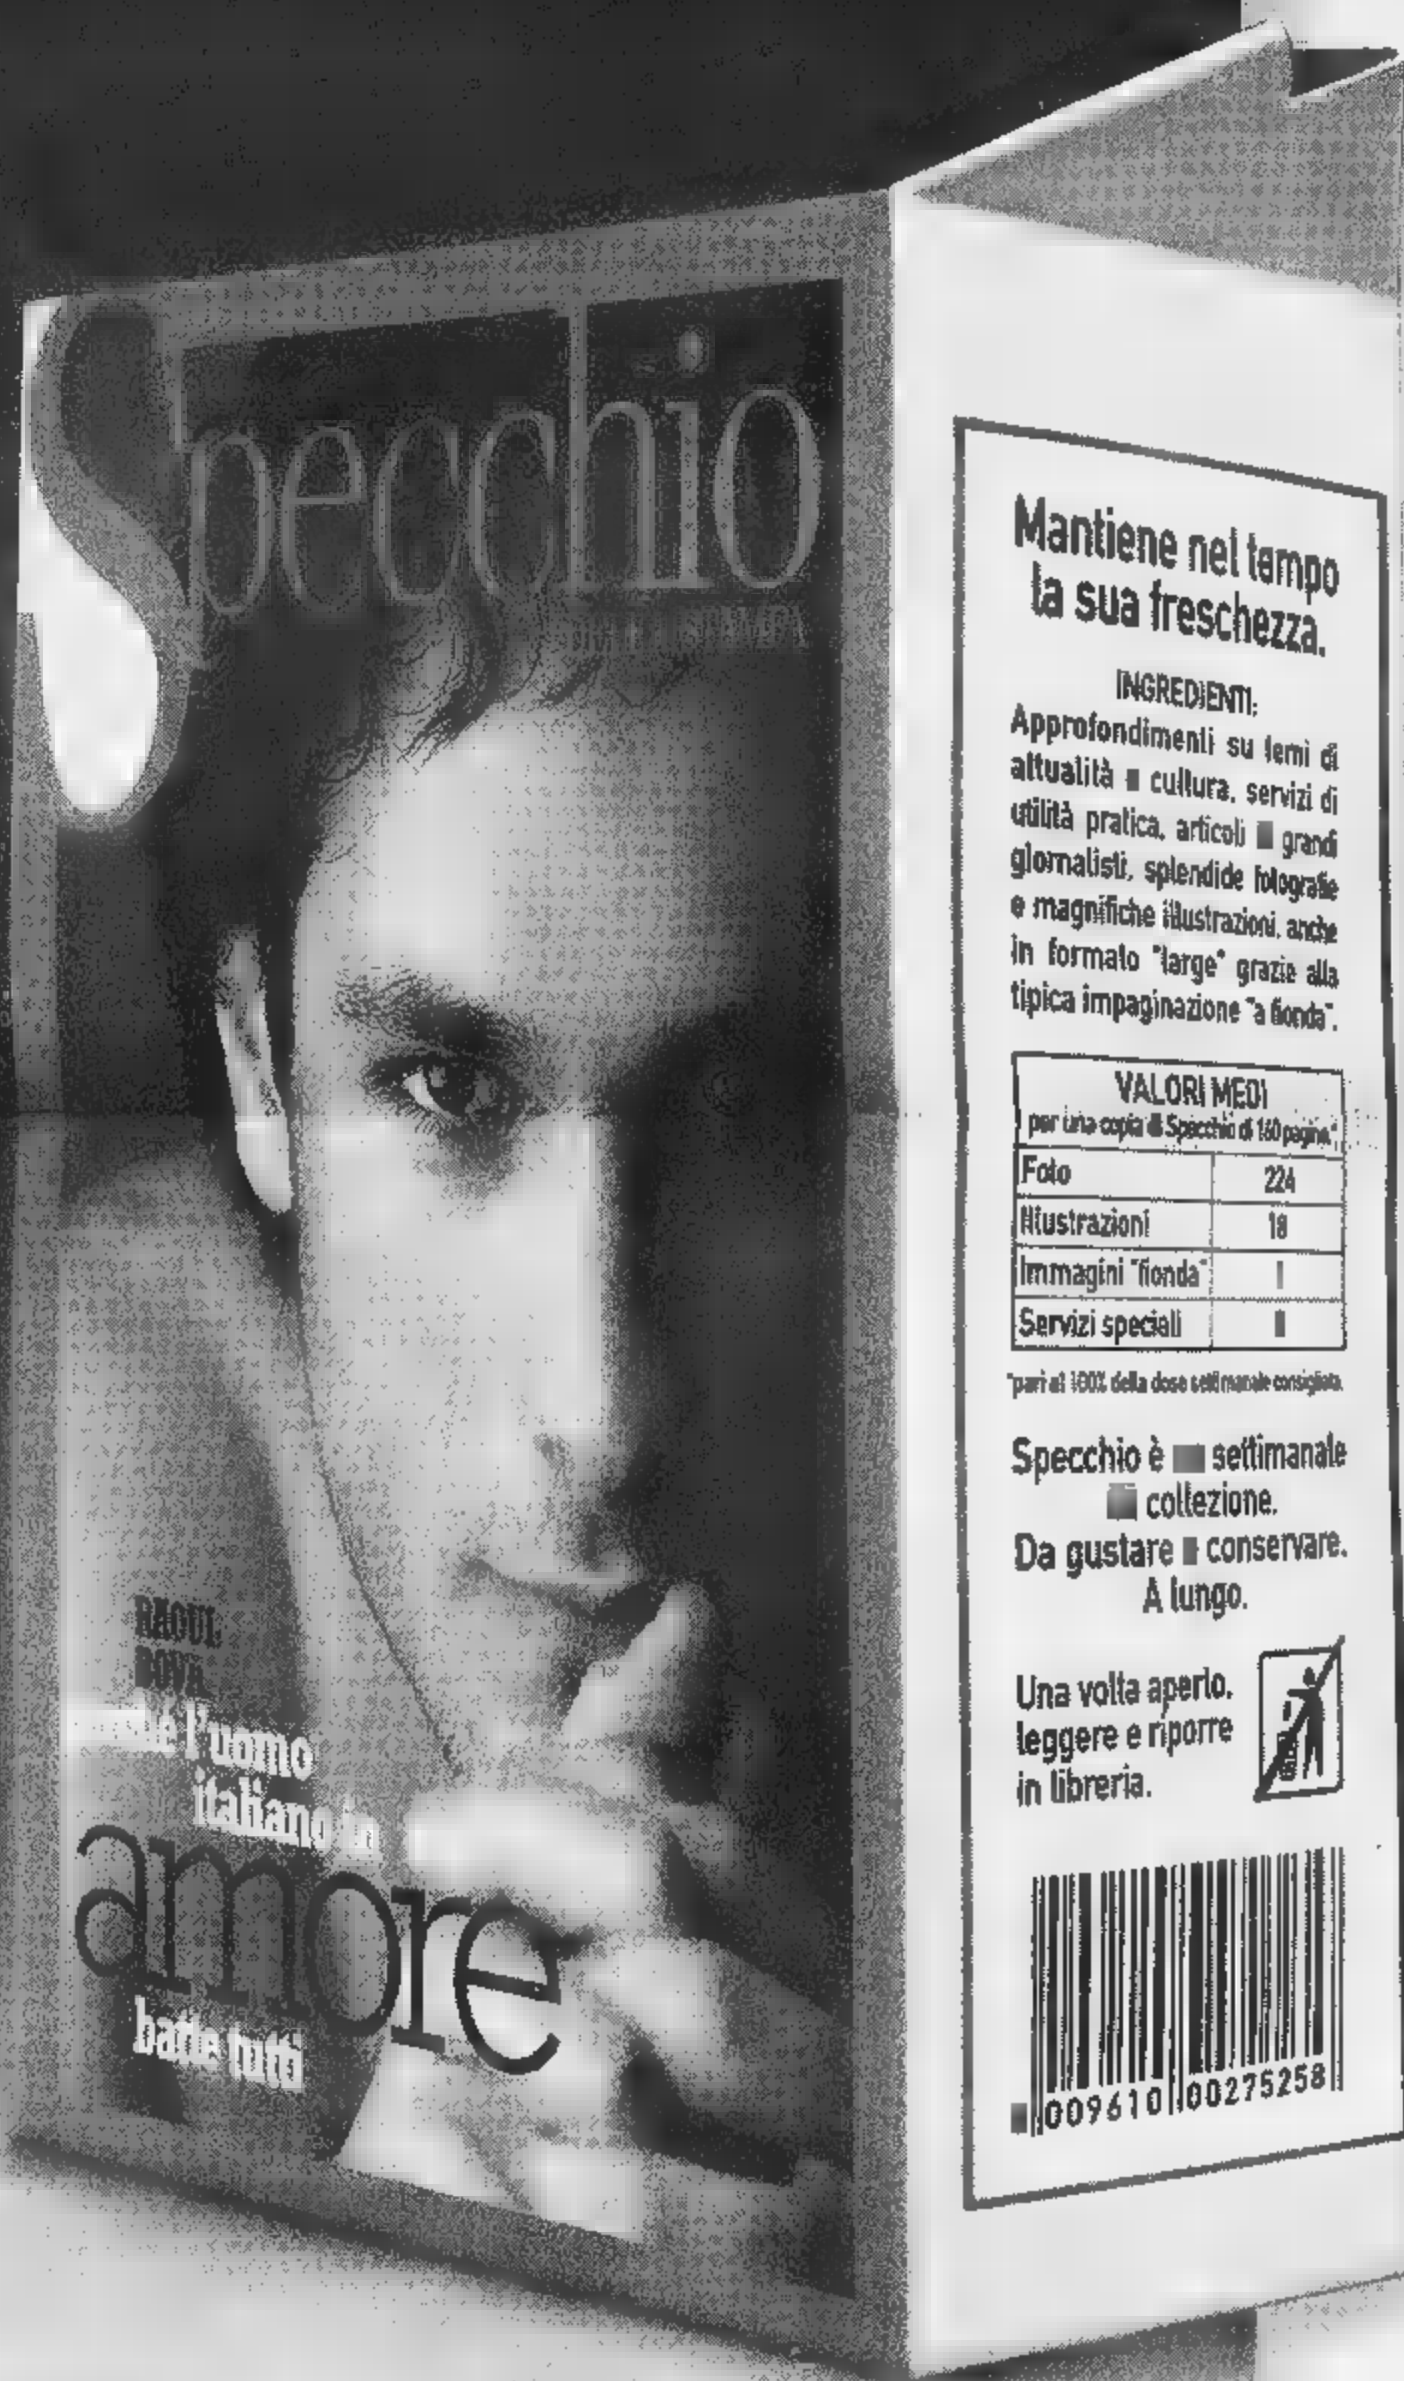 Specchio
RAOUL
BOVA
l'uomo
italiano in
amore
batte tutti
Mantiene nel tempo
la sua freschezza.
INGREDIENTI:
Approfondimenti su temi di
attualità cultura, servizi di
utilità pratica, articoli grandi
giornalisti, splendide fotografie
e magnifiche illustrazioni, anche
in formato "large" grazie alla
tipica impaginazione "a fionda".
VALORI MEDI
per una copia di Specchio di 160 pagine.*
Foto 224
Illustrazioni 18
Immagini "fionda"
Servizi speciali
*pari al 100% della dose settimanale consigliata.
Specchio è settimanale
collezione.
Da gustare conservare.
A lungo.
Una volta aperto,
leggere e riporre
in libreria.
009610 00275258